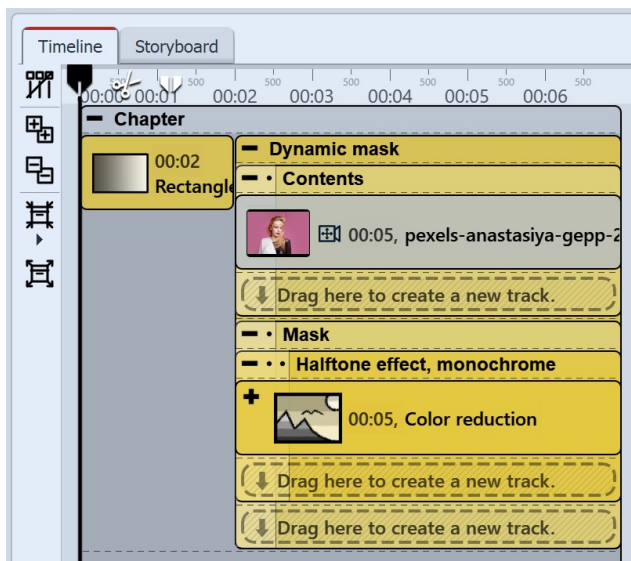 Timeline Storyboard
500 500 500 500 500 500 500
00:00 00:01 00:02 00:03 00:04 00:05 00:06
Chapter
00:02
Rectangle
Dynamic mask
Contents
00:05, pexels-anastasiya-gepp-2
Drag here to create a new track.
Mask
Halftone effect, monochrome
00:05, Color reduction
Drag here to create a new track.
Drag here to create a new track.